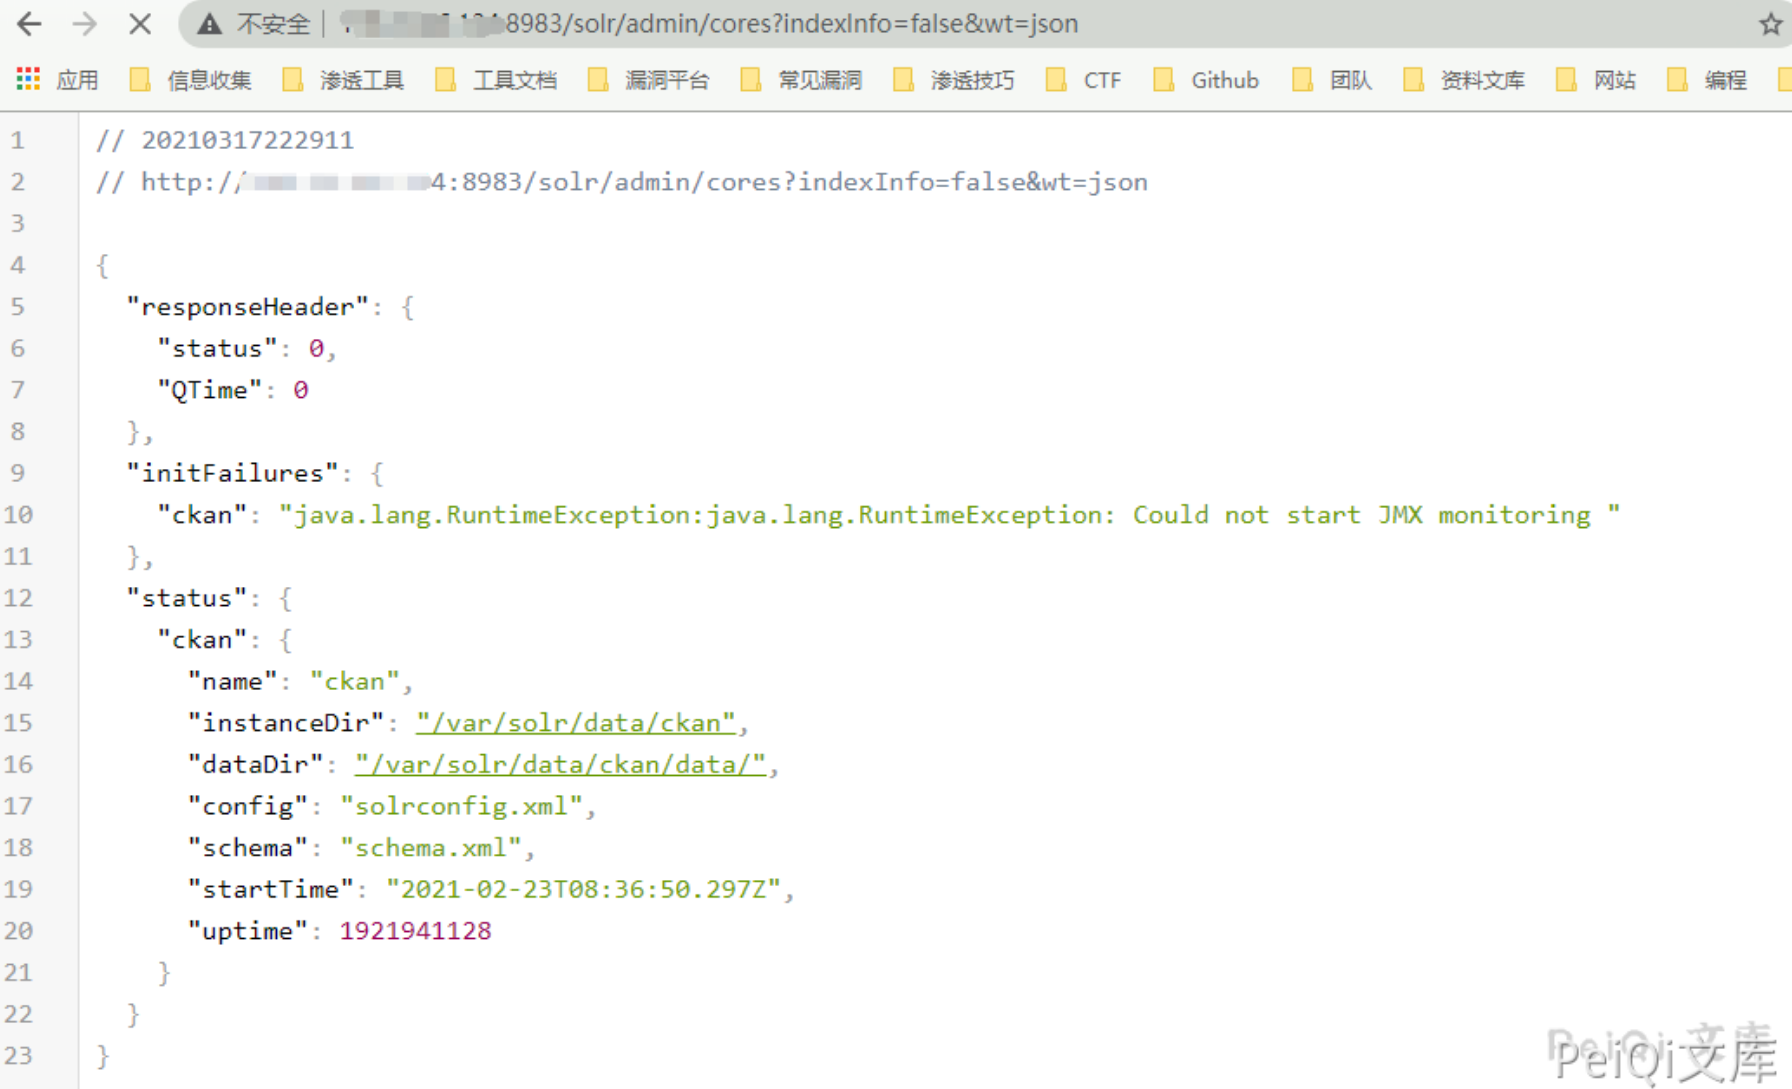 不安全 :8983/solr/admin/cores?indexInfo=false&wt=json
应用 信息收集 渗透工具 工具文档 漏洞平台 常见漏洞 渗透技巧 CTF Github 团队 资料文库 网站 编程
1 // 20210317222911
2 // http:// 4:8983/solr/admin/cores?indexInfo=false&wt=json
3
4 {
5 "responseHeader": {
6 "status": 0,
7 "QTime": 0
8 },
9 "initFailures": {
10 "ckan": "java.lang.RuntimeException:java.lang.RuntimeException: Could not start JMX monitoring "
11 },
12 "status": {
13 "ckan": {
14 "name": "ckan",
15 "instanceDir": "/var/solr/data/ckan",
16 "dataDir": "/var/solr/data/ckan/data/",
17 "config": "solrconfig.xml",
18 "schema": "schema.xml",
19 "startTime": "2021-02-23T08:36:50.297Z",
20 "uptime": 1921941128
21 }
22 }
23 }
PeiQi文库
PeiQi文库